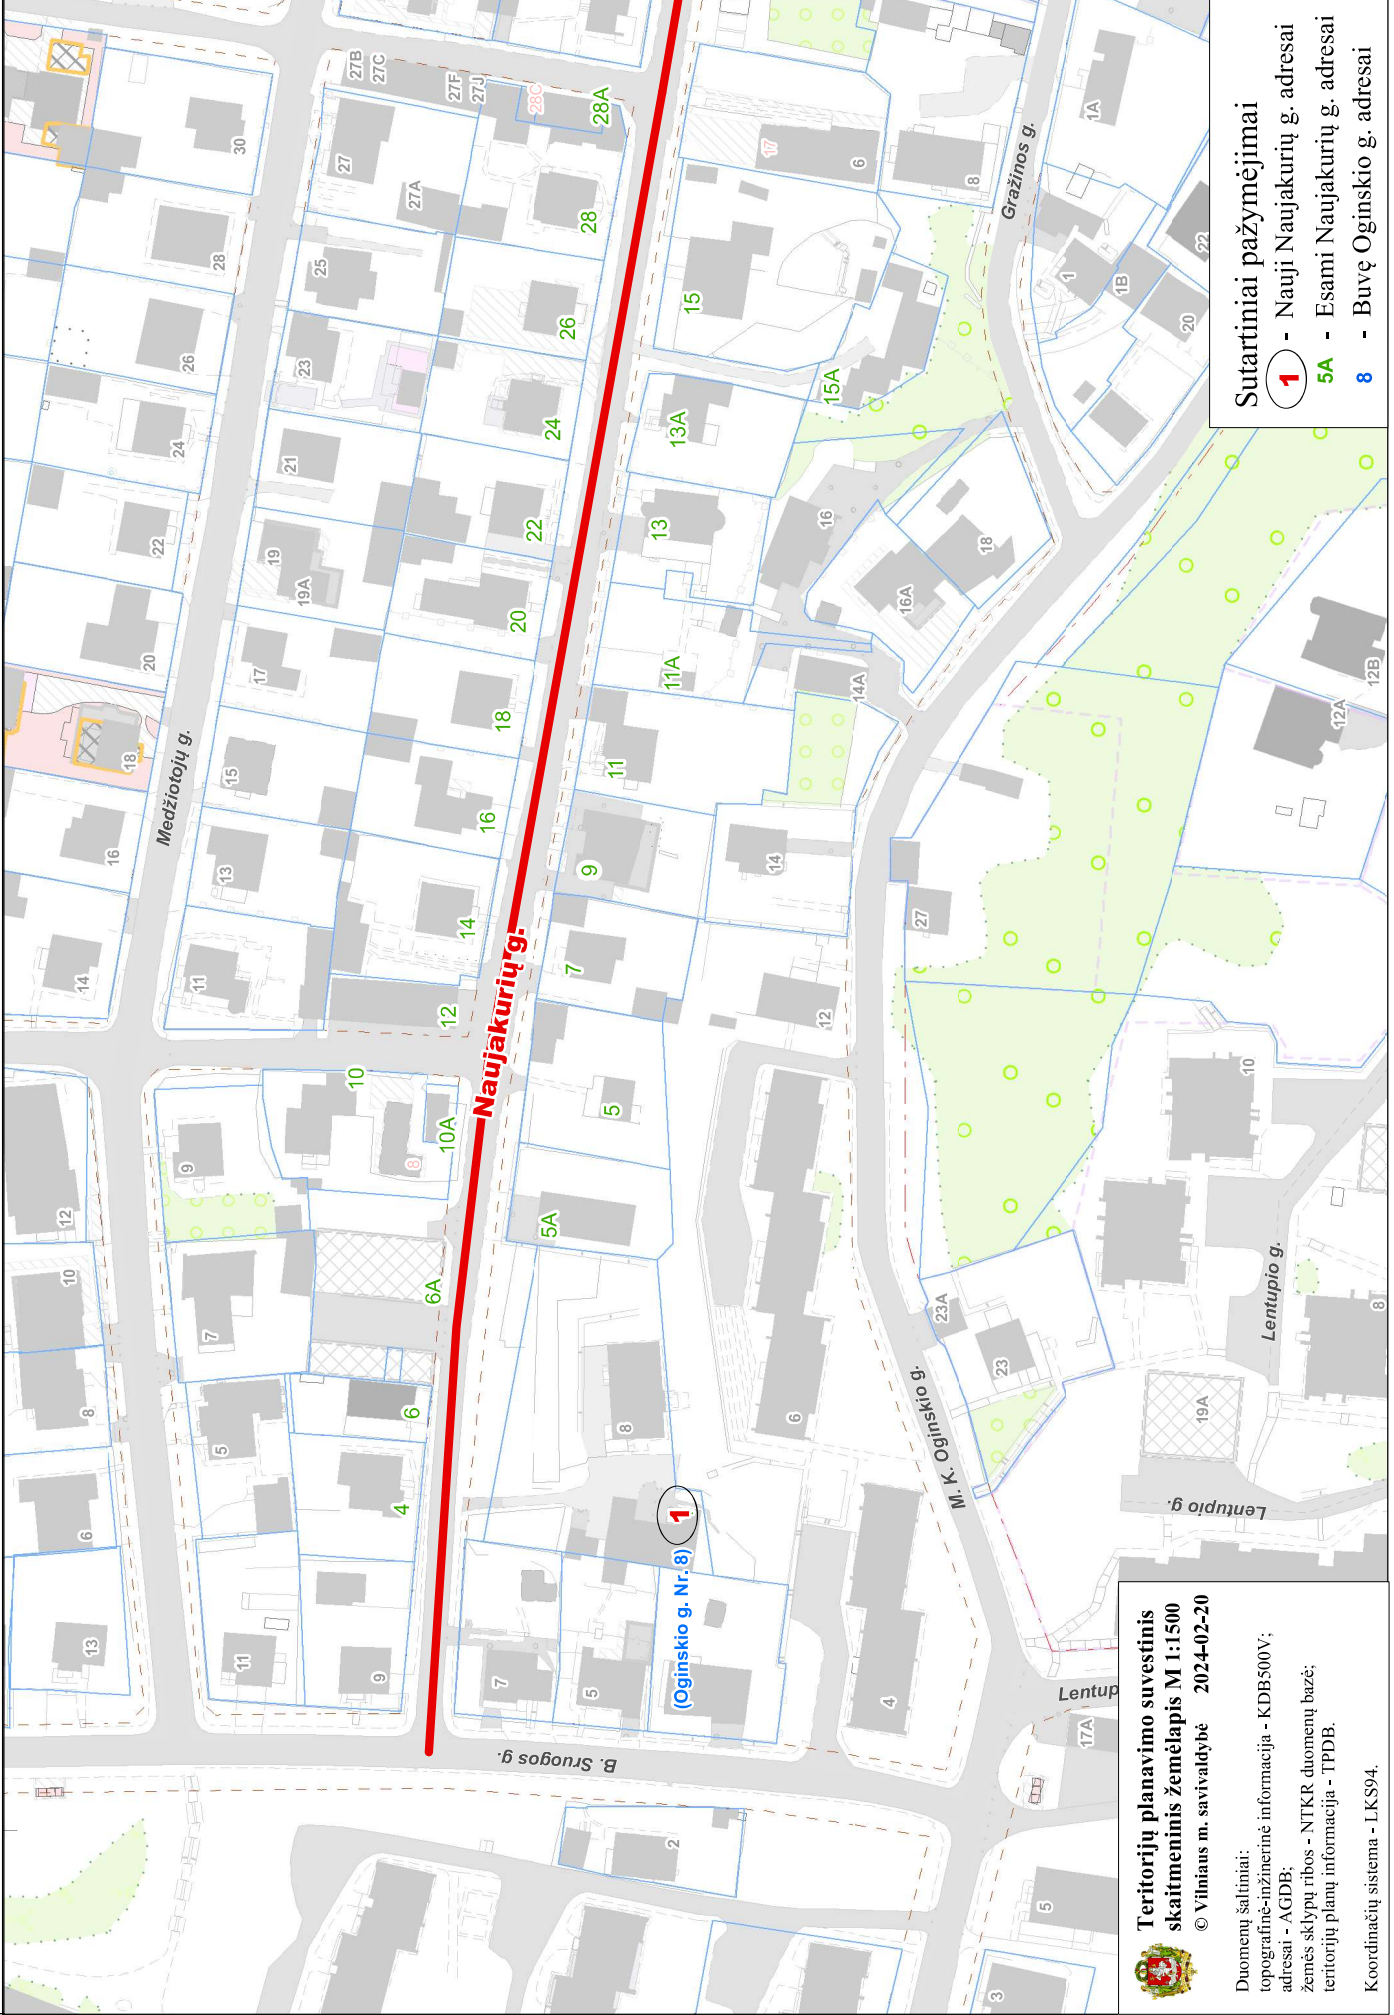 Teritorijų planavimo suvestinis
skaitmeninis žemėlapis M 1:1500
© Vilniaus m. savivaldybė 2024-02-20
Duomenų šaltiniai:
topografinė-inžinerinė informacija - KDB500V;
adresai - AGDB;
žemės sklypų ribos - NTKR duomenų bazė;
teritorijų planų informacija - TPDB.
Koordinačių sistema - LKS94.
Sutartiniai pažymėjimai
1 - Nauji Naujakurių g. adresai
5A - Esami Naujakurių g. adresai
8 - Buvę Oginskio g. adresai
Naujakurių g.
Medžiotojų g.
B. Sruogos g.
M. K. Oginskio g.
Gražinos g.
Lentupio g.
Lentupio g.
Lentup
1
(Oginskio g. Nr. 8)
4
6
6A
10
10A
12
14
16
18
20
22
24
26
28
28A
5A
5
7
9
11
11A
13
13A
15
15A
8
28C
17
13
6
8
10
12
14
16
18
20
22
24
26
28
30
11
9
5
7
9
11
13
15
17
19A
19
21
23
25
27
27A
27B
27C
27F
27J
7
5
8
6
4
2
3
5
12
14
14A
16
16A
18
6
8
1A
1
1B
20
22
27
23A
23
19A
17A
10
8
12A
12B